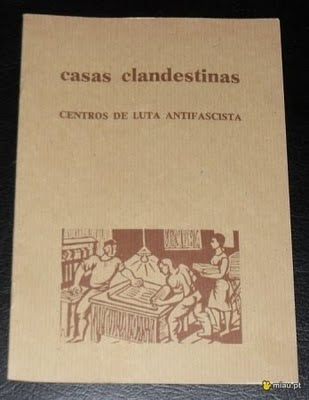 casas clandestinas
CENTROS DE LUTA ANTIFASCISTA
miau.pt